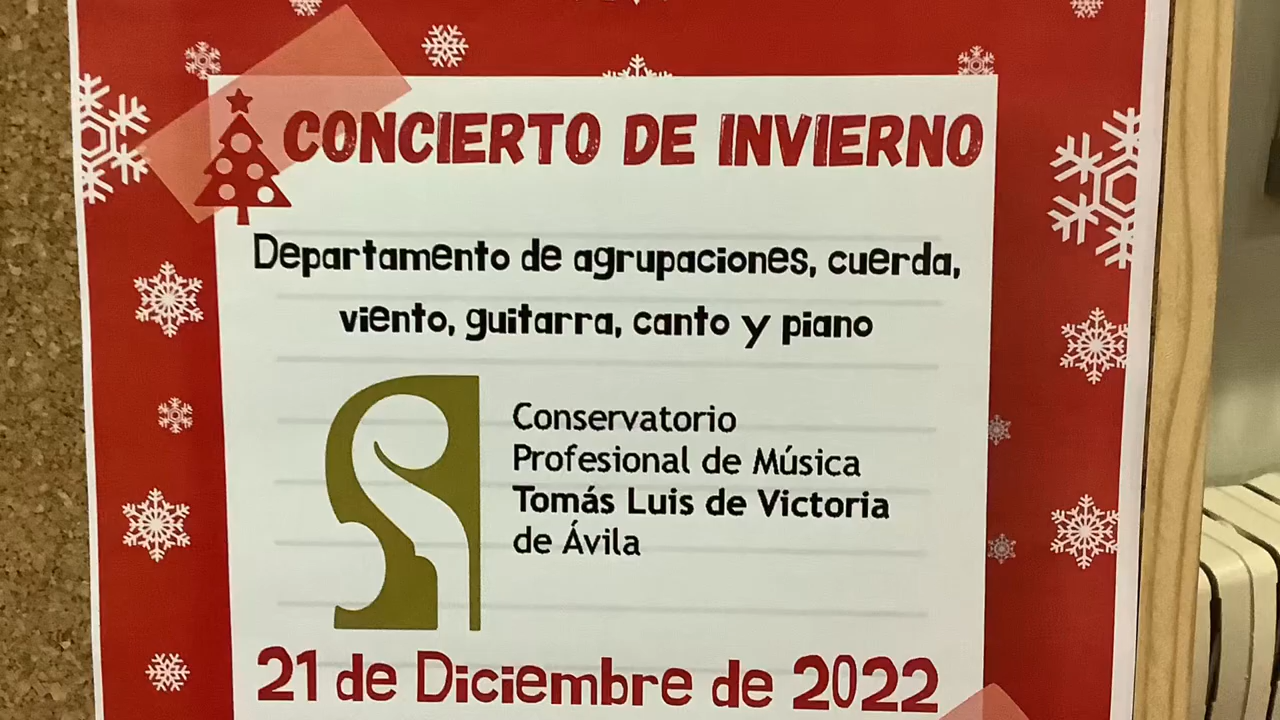 CONCIERTO DE INVIERNO
Departamento de agrupaciones, cuerda,
viento, guitarra, canto y piano
Conservatorio
Profesional de Música
Tomás Luis de Victoria
de Ávila
21 de Diciembre de 2022